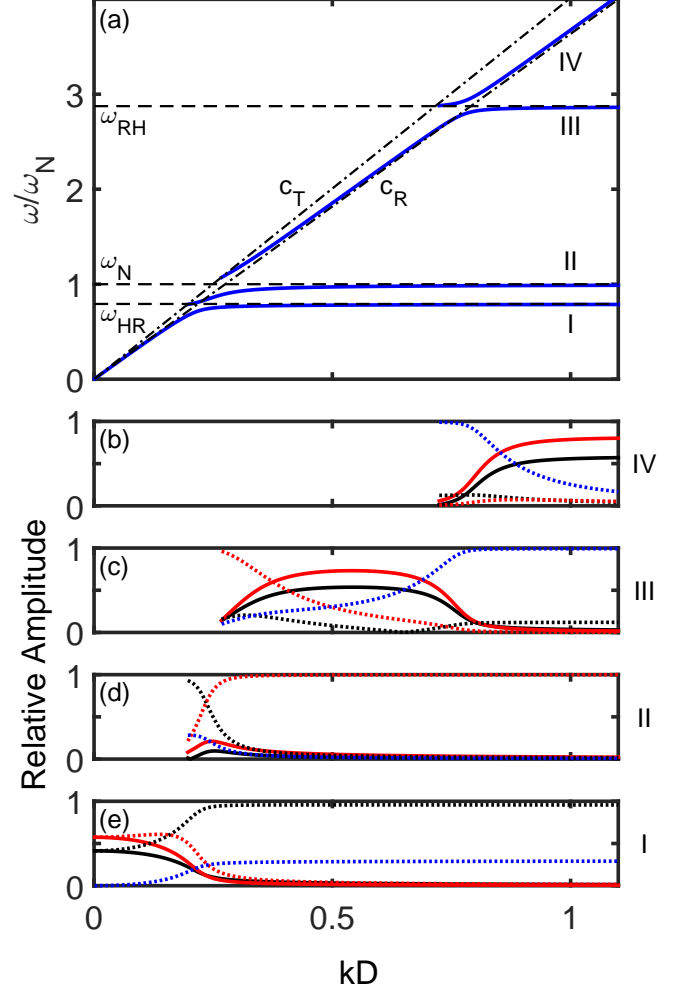 (a)
IV
3
ω_RH
III
ω/ω_N
2
c_T
c_R
ω_N
II
1
ω_HR
I
0
1
(b)
IV
0
1
(c)
III
0
Relative Amplitude
1
(d)
II
0
1
(e)
I
0
0
0.5
1
kD